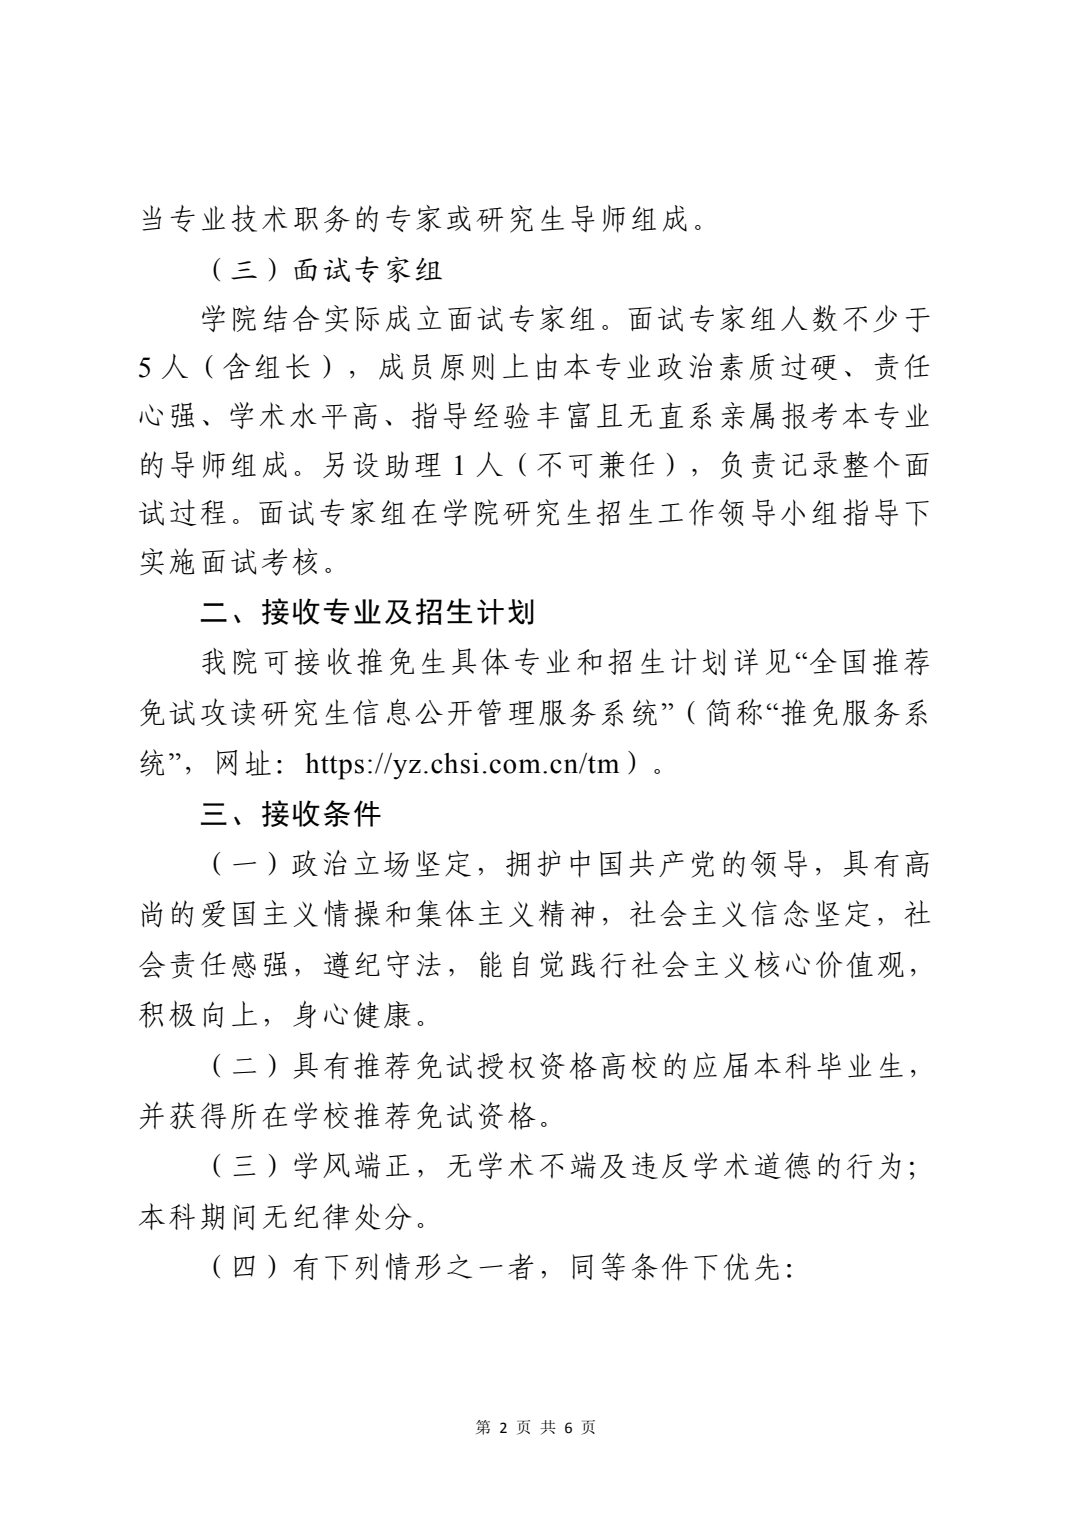 当专业技术职务的专家或研究生导师组成。
（三）面试专家组
学院结合实际成立面试专家组。面试专家组人数不少于
5 人（含组长），成员原则上由本专业政治素质过硬、责任
心强、学术水平高、指导经验丰富且无直系亲属报考本专业
的导师组成。另设助理 1 人（不可兼任），负责记录整个面
试过程。面试专家组在学院研究生招生工作领导小组指导下
实施面试考核。
二、接收专业及招生计划
我院可接收推免生具体专业和招生计划详见“全国推荐
免试攻读研究生信息公开管理服务系统”（简称“推免服务系
统”，网址：https://yz.chsi.com.cn/tm）。
三、接收条件
（一）政治立场坚定，拥护中国共产党的领导，具有高
尚的爱国主义情操和集体主义精神，社会主义信念坚定，社
会责任感强，遵纪守法，能自觉践行社会主义核心价值观，
积极向上，身心健康。
（二）具有推荐免试授权资格高校的应届本科毕业生，
并获得所在学校推荐免试资格。
（三）学风端正，无学术不端及违反学术道德的行为；
本科期间无纪律处分。
（四）有下列情形之一者，同等条件下优先：
第 2 页 共 6 页